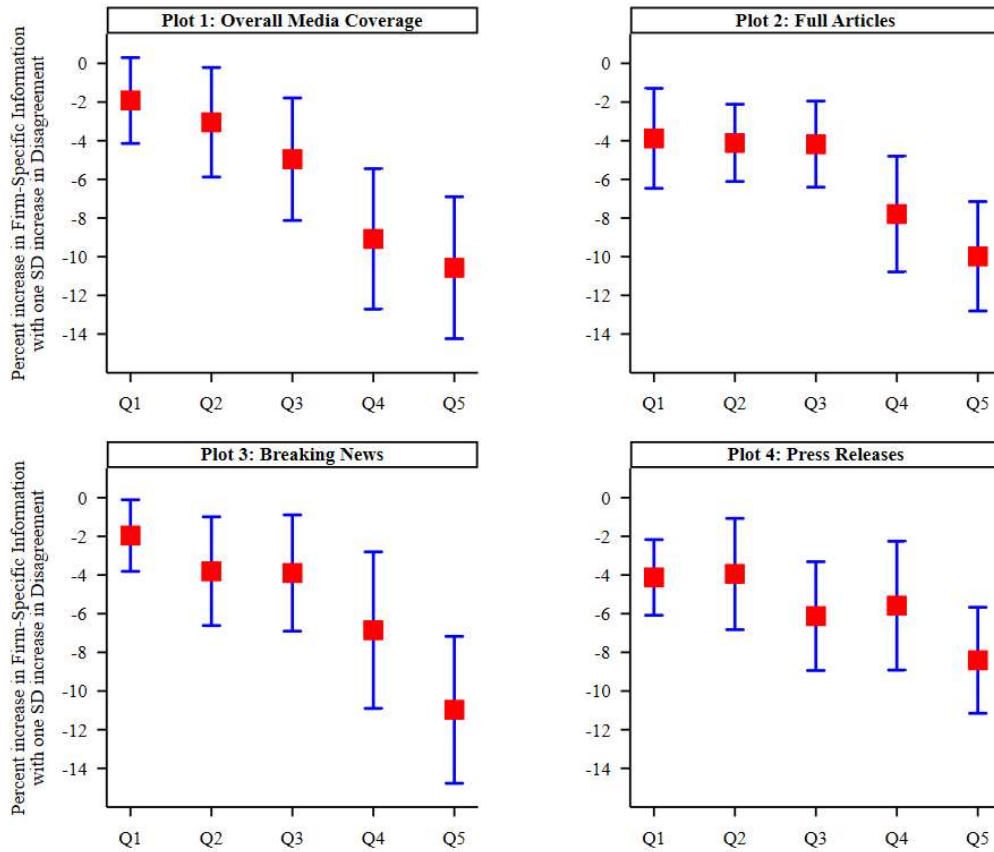 Plot 1: Overall Media Coverage
Percent increase in Firm-Specific Information
with one SD increase in Disagreement
0
-2
-4
-6
-8
-10
-12
-14
Q1 Q2 Q3 Q4 Q5
Plot 2: Full Articles
0
-2
-4
-6
-8
-10
-12
-14
Q1 Q2 Q3 Q4 Q5
Plot 3: Breaking News
Percent increase in Firm-Specific Information
with one SD increase in Disagreement
0
-2
-4
-6
-8
-10
-12
-14
Q1 Q2 Q3 Q4 Q5
Plot 4: Press Releases
0
-2
-4
-6
-8
-10
-12
-14
Q1 Q2 Q3 Q4 Q5